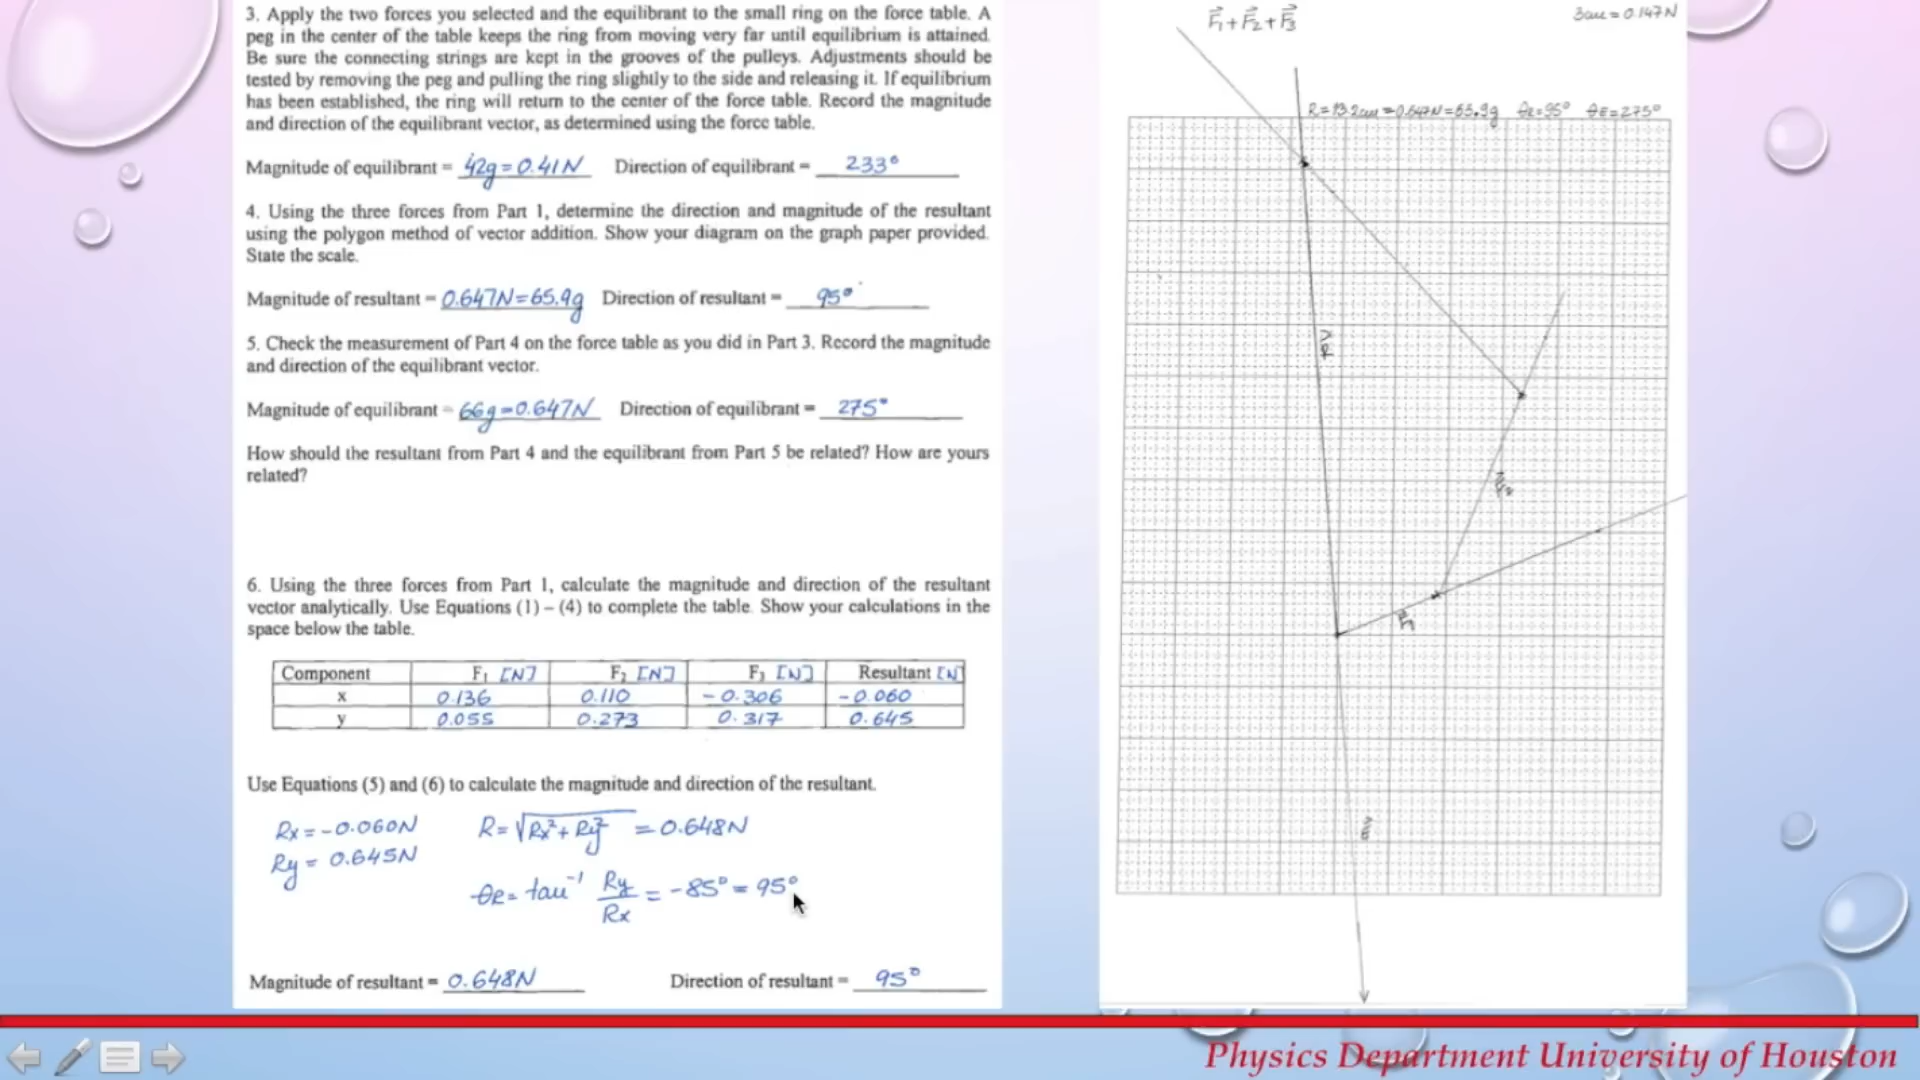 3. Apply the two forces you selected and the equilibrant to the small ring on the force table. A
peg in the center of the table keeps the ring from moving very far until equilibrium is attained.
Be sure the connecting strings are kept in the grooves of the pulleys. Adjustments should be
tested by removing the peg and pulling the ring slightly to the side and releasing it. If equilibrium
has been established, the ring will return to the center of the force table. Record the magnitude
and direction of the equilibrant vector, as determined using the force table.
Magnitude of equilibrant = 42g=0.41N Direction of equilibrant = 233°
4. Using the three forces from Part 1, determine the direction and magnitude of the resultant
using the polygon method of vector addition. Show your diagram on the graph paper provided.
State the scale.
Magnitude of resultant = 0.647N=65.9g Direction of resultant = 95°
5. Check the measurement of Part 4 on the force table as you did in Part 3. Record the magnitude
and direction of the equilibrant vector.
Magnitude of equilibrant = 66g=0.647N Direction of equilibrant = 275°
How should the resultant from Part 4 and the equilibrant from Part 5 be related? How are yours
related?
6. Using the three forces from Part 1, calculate the magnitude and direction of the resultant
vector analytically. Use Equations (1) – (4) to complete the table. Show your calculations in the
space below the table.
Component F₁ [N] F₂ [N] F₃ [N] Resultant [N]
x 0.136 0.110 -0.306 -0.060
y 0.055 0.273 0.317 0.645
Use Equations (5) and (6) to calculate the magnitude and direction of the resultant.
Rx=-0.060N R=√Rx²+Ry² = 0.648N
Ry = 0.645N
θR= tan⁻¹ Ry/Rx = -85° = 95°
Magnitude of resultant = 0.648N Direction of resultant = 95°
F⃗₁+F⃗₂+F⃗₃
3cm=0.147N
R=13.2cm=0.647N=65.9g θR=95° θE=275°
Physics Department University of Houston